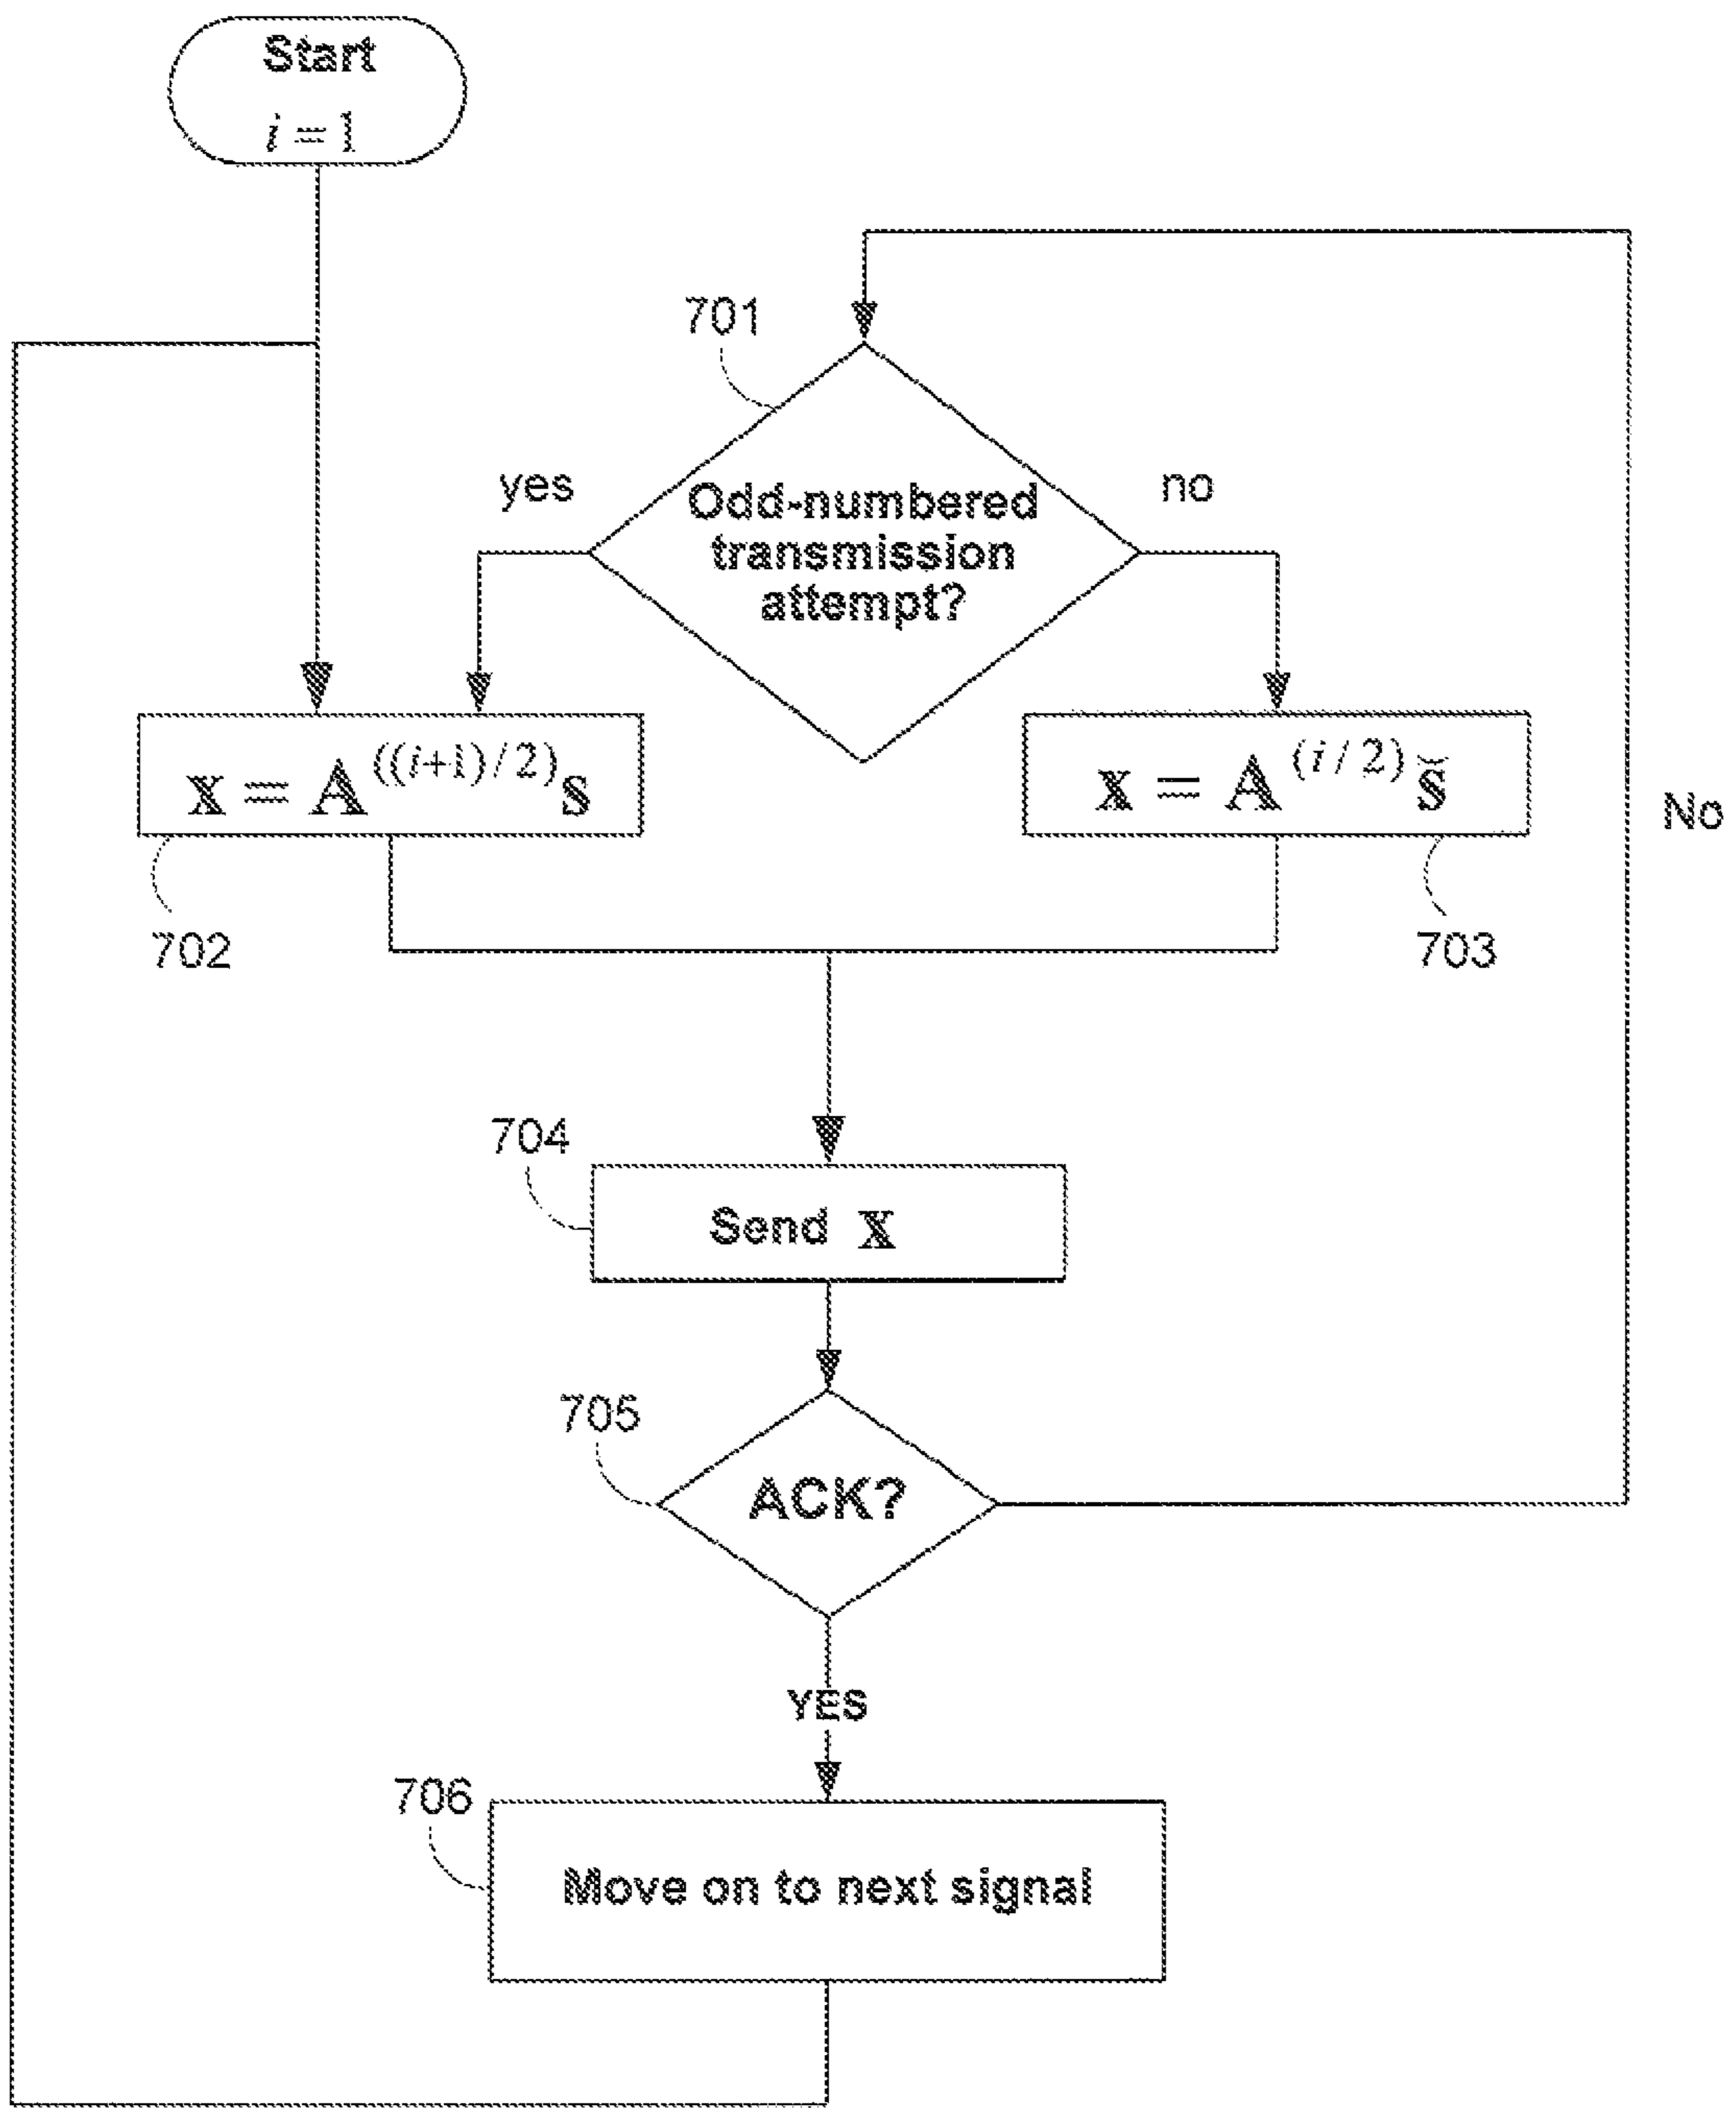 Start
i = 1
701
yes
no
Odd-numbered
transmission
attempt?
x = A^((i+1)/2) s
x = A^(i/2) s̆
No
702
703
704
Send x
705
ACK?
YES
706
Move on to next signal